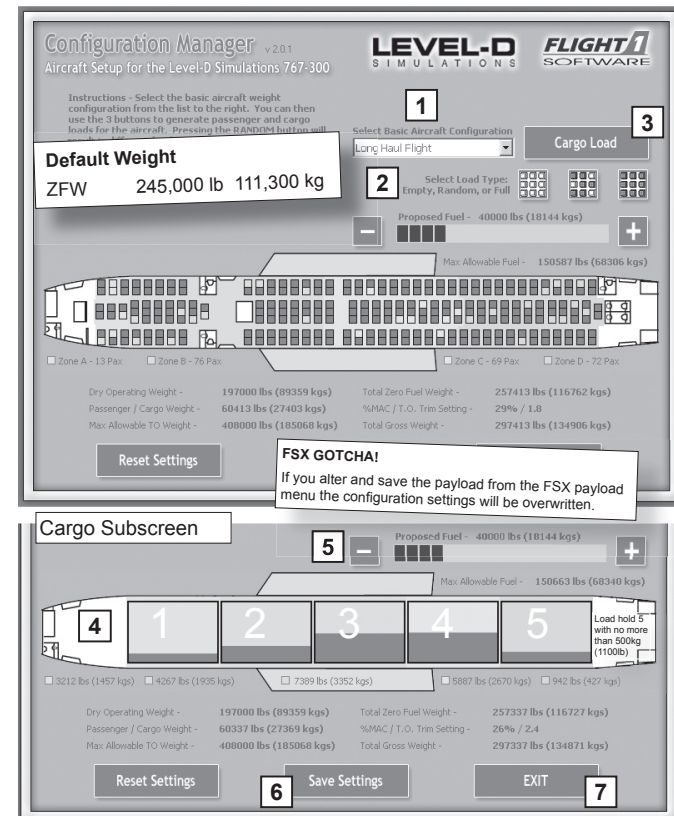 Configuration Manager v 2.0.1
Aircraft Setup for the Level-D Simulations 767-300
LEVEL-D
SIMULATIONS
FLIGHT1
SOFTWARE
Instructions - Select the basic aircraft weight
configuration from the list to the right. You can then
use the 3 buttons to generate passenger and cargo
loads for the aircraft. Pressing the RANDOM button will
Default Weight
ZFW 245,000 lb 111,300 kg
1
Select Basic Aircraft Configuration
Long Haul Flight
3
Cargo Load
2
Select Load Type:
Empty, Random, or Full
Proposed Fuel - 40000 lbs (18144 kgs)
− +
Max Allowable Fuel - 150587 lbs (68306 kgs)
Zone A - 13 Pax Zone B - 76 Pax Zone C - 69 Pax Zone D - 72 Pax
Dry Operating Weight - 197000 lbs (89359 kgs) Total Zero Fuel Weight - 257413 lbs (116762 kgs)
Passenger / Cargo Weight - 60413 lbs (27403 kgs) %MAC / T.O. Trim Setting - 29% / 1.8
Max Allowable TO Weight - 408000 lbs (185068 kgs) Total Gross Weight - 297413 lbs (134906 kgs)
Reset Settings
FSX GOTCHA!
If you alter and save the payload from the FSX payload
menu the configuration settings will be overwritten.
Cargo Subscreen
5
Proposed Fuel - 40000 lbs (18144 kgs)
− +
Max Allowable Fuel - 150663 lbs (68340 kgs)
4
1 2 3 4 5
Load hold 5
with no more
than 500kg
(1100lb)
3212 lbs (1457 kgs) 4267 lbs (1935 kgs) 7389 lbs (3352 kgs) 5887 lbs (2670 kgs) 942 lbs (427 kgs)
Dry Operating Weight - 197000 lbs (89359 kgs) Total Zero Fuel Weight - 257337 lbs (116727 kgs)
Passenger / Cargo Weight - 60337 lbs (27369 kgs) %MAC / T.O. Trim Setting - 26% / 2.4
Max Allowable TO Weight - 408000 lbs (185068 kgs) Total Gross Weight - 297337 lbs (134871 kgs)
Reset Settings
6
Save Settings
EXIT
7